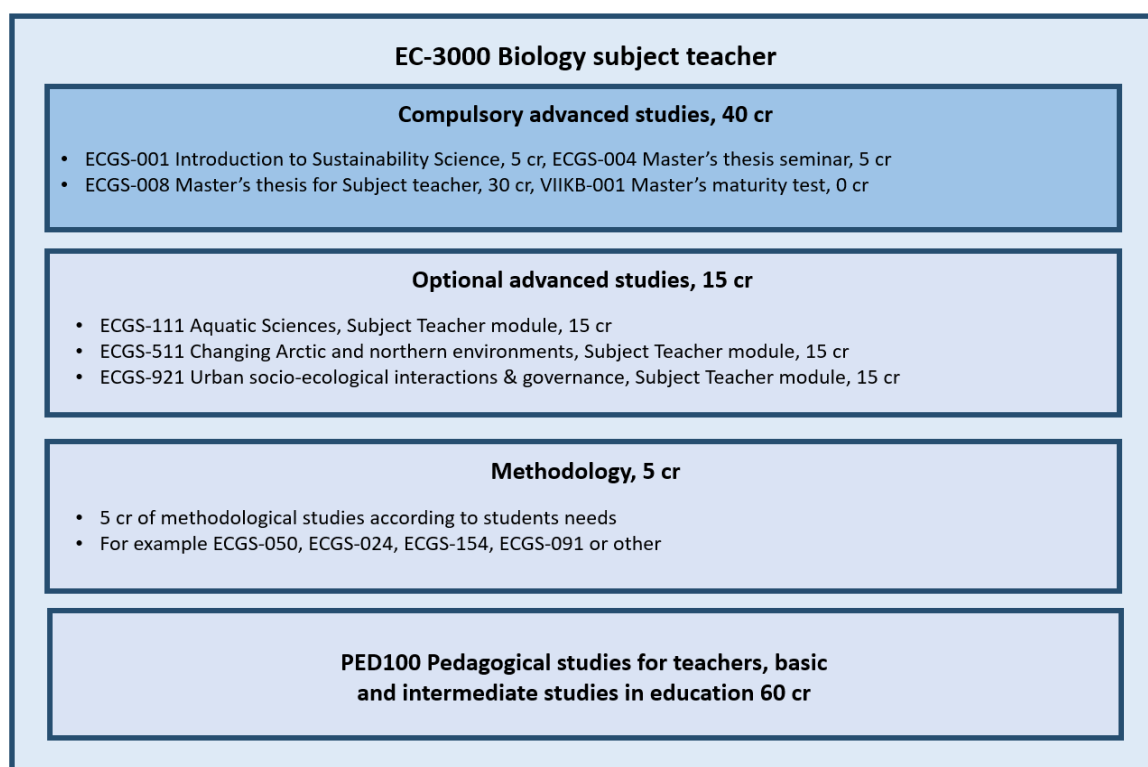 EC-3000 Biology subject teacher
Compulsory advanced studies, 40 cr
• ECGS-001 Introduction to Sustainability Science, 5 cr, ECGS-004 Master's thesis seminar, 5 cr
• ECGS-008 Master's thesis for Subject teacher, 30 cr, VIIKB-001 Master's maturity test, 0 cr
Optional advanced studies, 15 cr
• ECGS-111 Aquatic Sciences, Subject Teacher module, 15 cr
• ECGS-511 Changing Arctic and northern environments, Subject Teacher module, 15 cr
• ECGS-921 Urban socio-ecological interactions & governance, Subject Teacher module, 15 cr
Methodology, 5 cr
• 5 cr of methodological studies according to students needs
• For example ECGS-050, ECGS-024, ECGS-154, ECGS-091 or other
PED100 Pedagogical studies for teachers, basic
and intermediate studies in education 60 cr